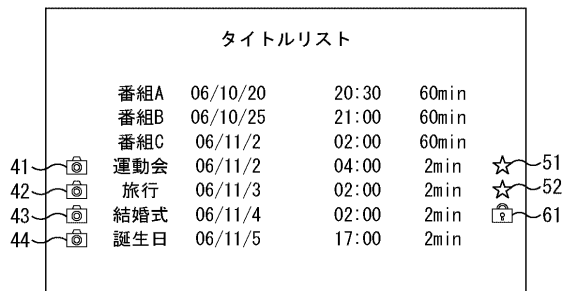 タイトルリスト
番組A 06/10/20 20:30 60min
番組B 06/10/25 21:00 60min
番組C 06/11/2 02:00 60min
41 運動会 06/11/2 04:00 2min 51
42 旅行 06/11/3 02:00 2min 52
43 結婚式 06/11/4 02:00 2min 61
44 誕生日 06/11/5 17:00 2min